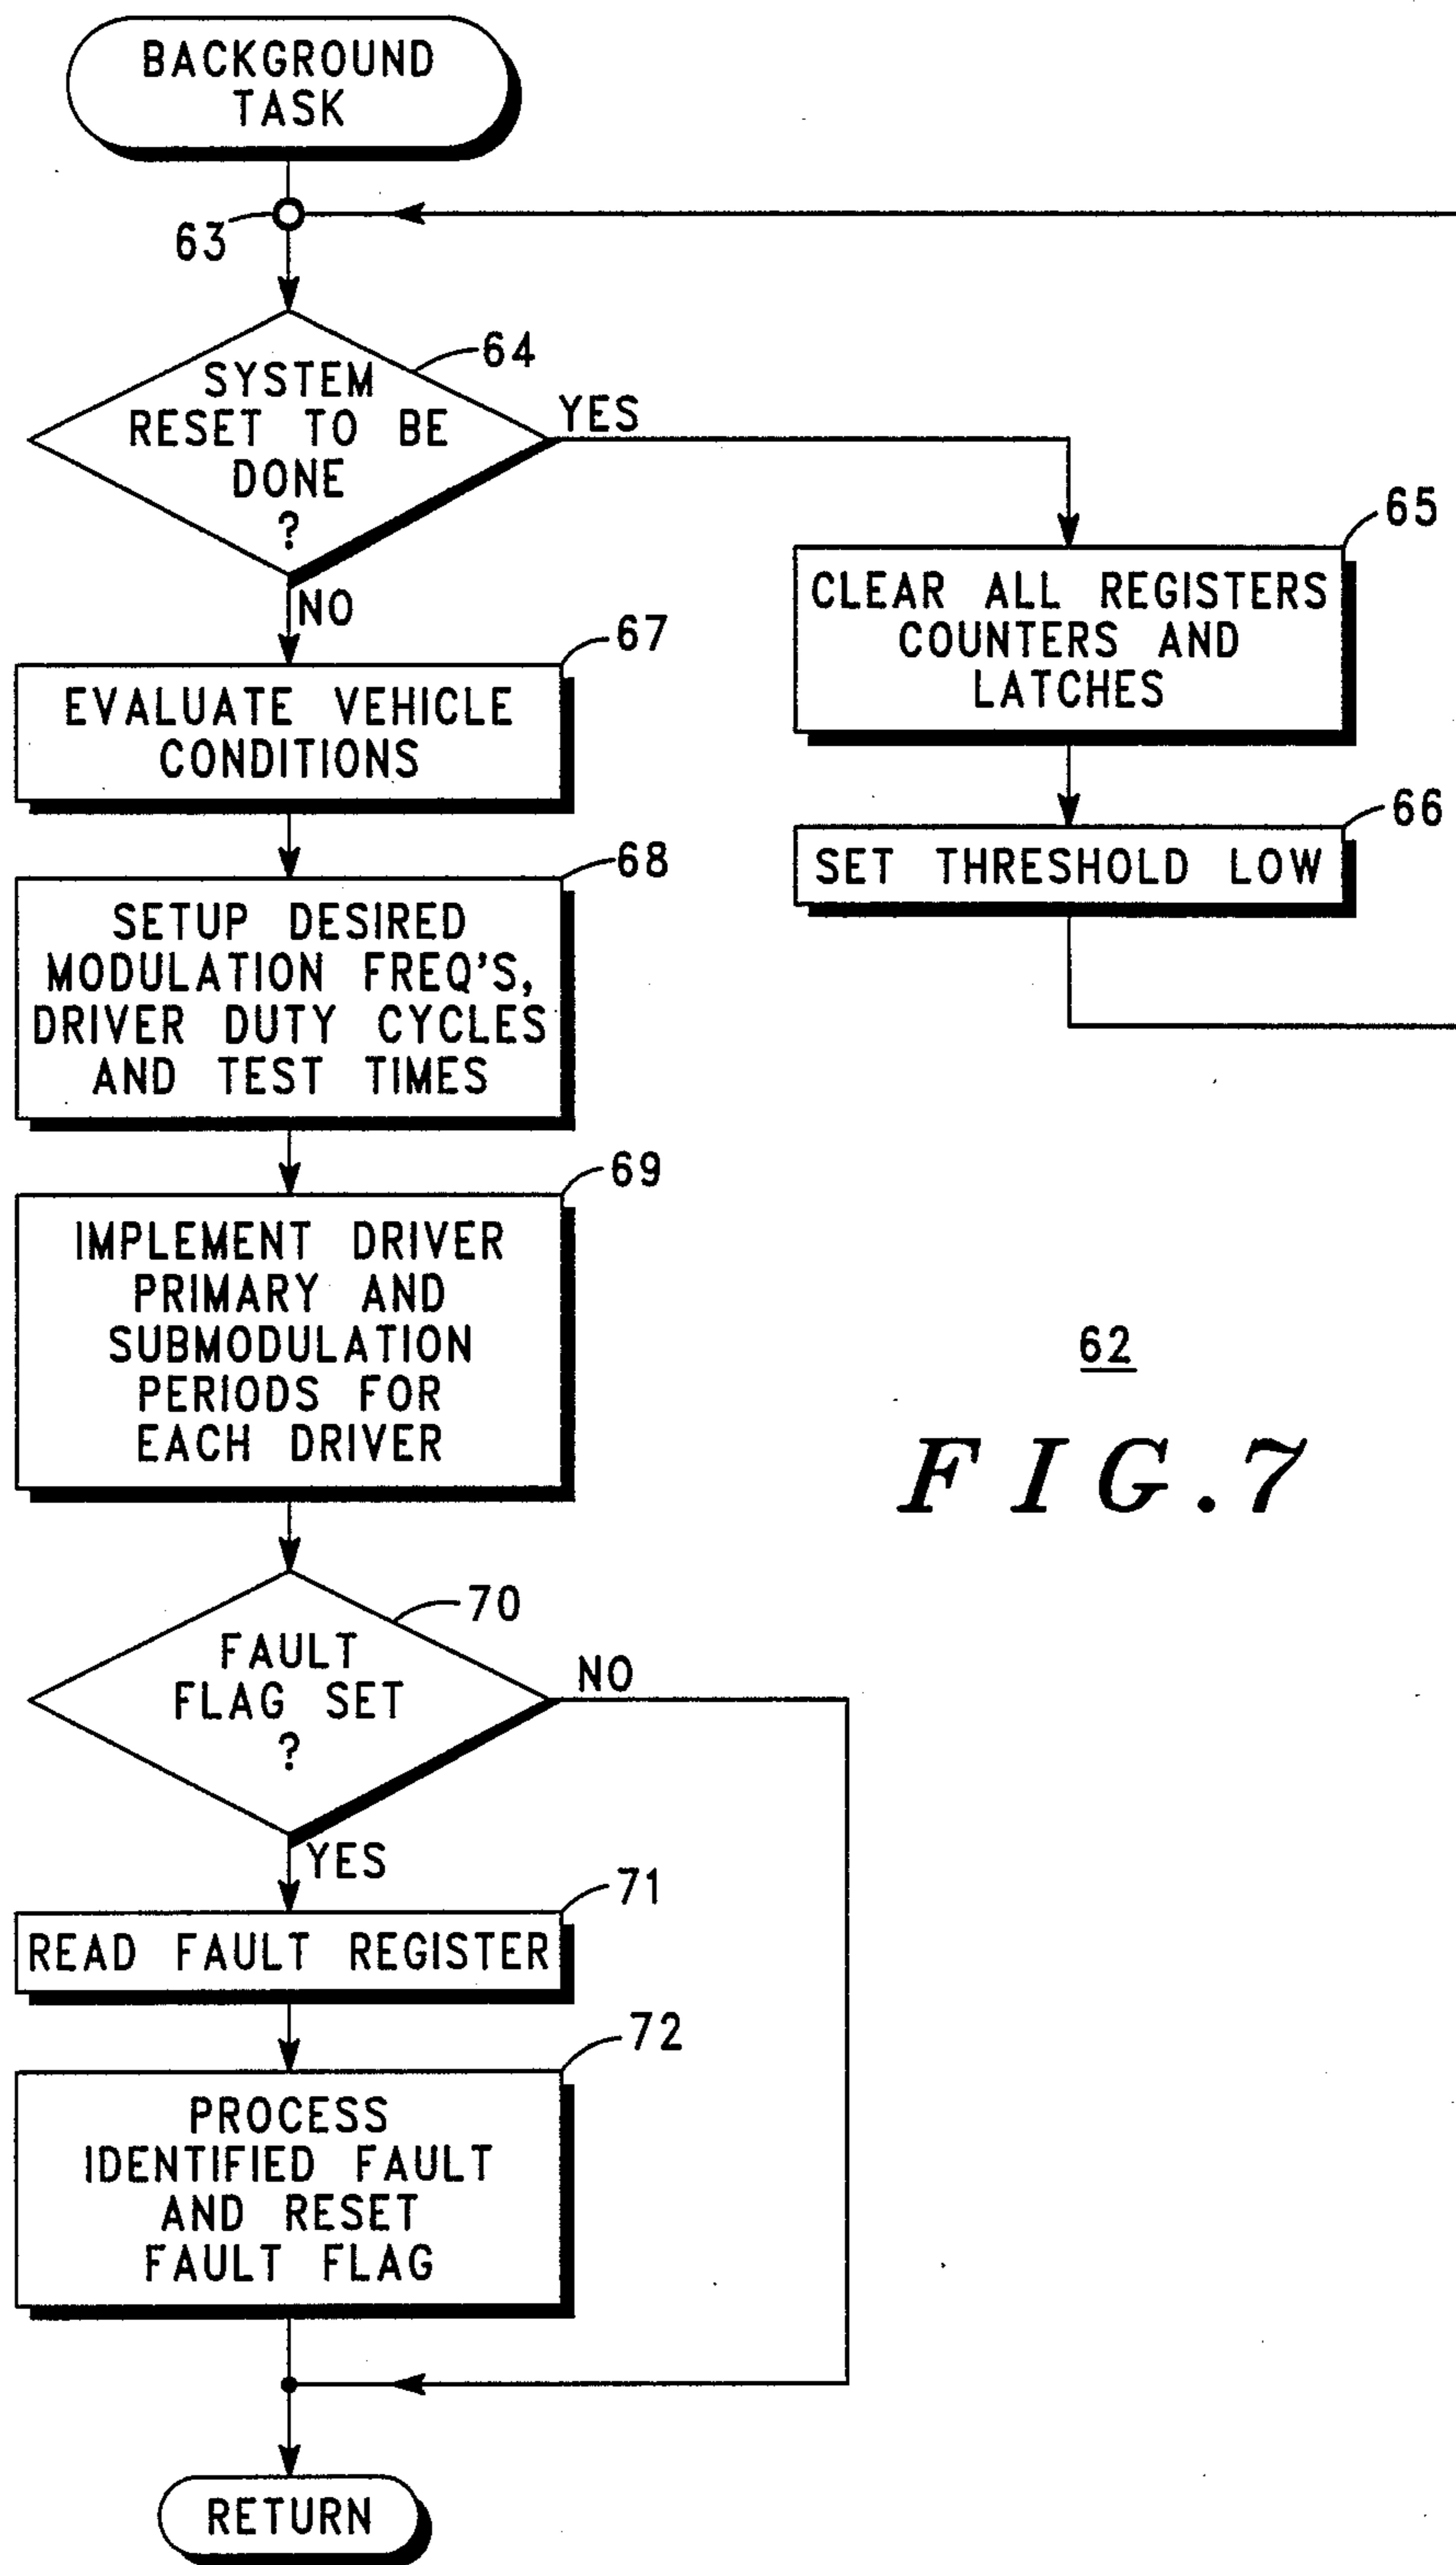 BACKGROUND
TASK
63
64
SYSTEM
RESET TO BE
DONE
?
YES
NO
65
CLEAR ALL REGISTERS
COUNTERS AND
LATCHES
66
SET THRESHOLD LOW
67
EVALUATE VEHICLE
CONDITIONS
68
SETUP DESIRED
MODULATION FREQ'S,
DRIVER DUTY CYCLES
AND TEST TIMES
69
IMPLEMENT DRIVER
PRIMARY AND
SUBMODULATION
PERIODS FOR
EACH DRIVER
62
FIG.7
70
FAULT
FLAG SET
?
NO
YES
71
READ FAULT REGISTER
72
PROCESS
IDENTIFIED FAULT
AND RESET
FAULT FLAG
RETURN